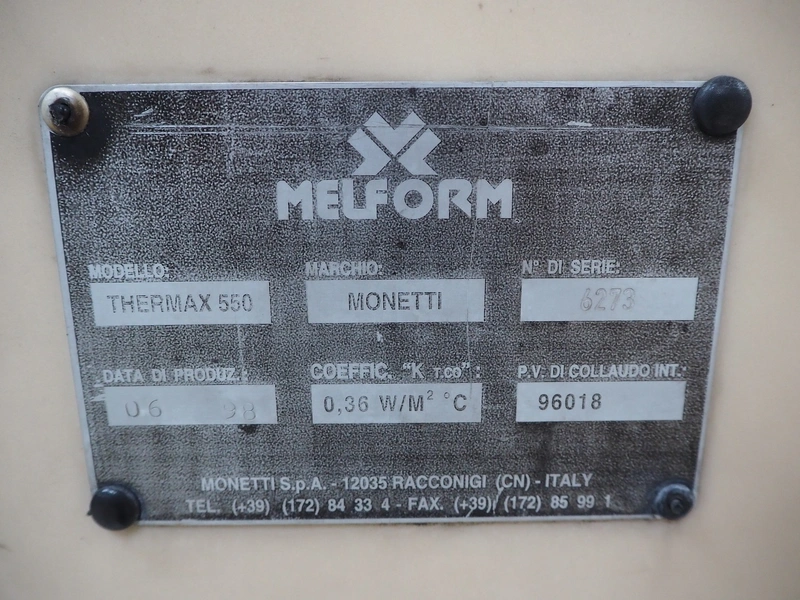 MELFORM
MODELLO: MARCHIO: N° DI SERIE:
THERMAX 550 MONETTI 6273
DATA DI PRODUZ.: COEFFIC. "K T.CO": P.V. DI COLLAUDO INT.:
06 98 0,36 W/M² °C 96018
MONETTI S.p.A. - 12035 RACCONIGI (CN) - ITALY
TEL. (+39) (172) 84 33 4 - FAX. (+39) (172) 85 99 1